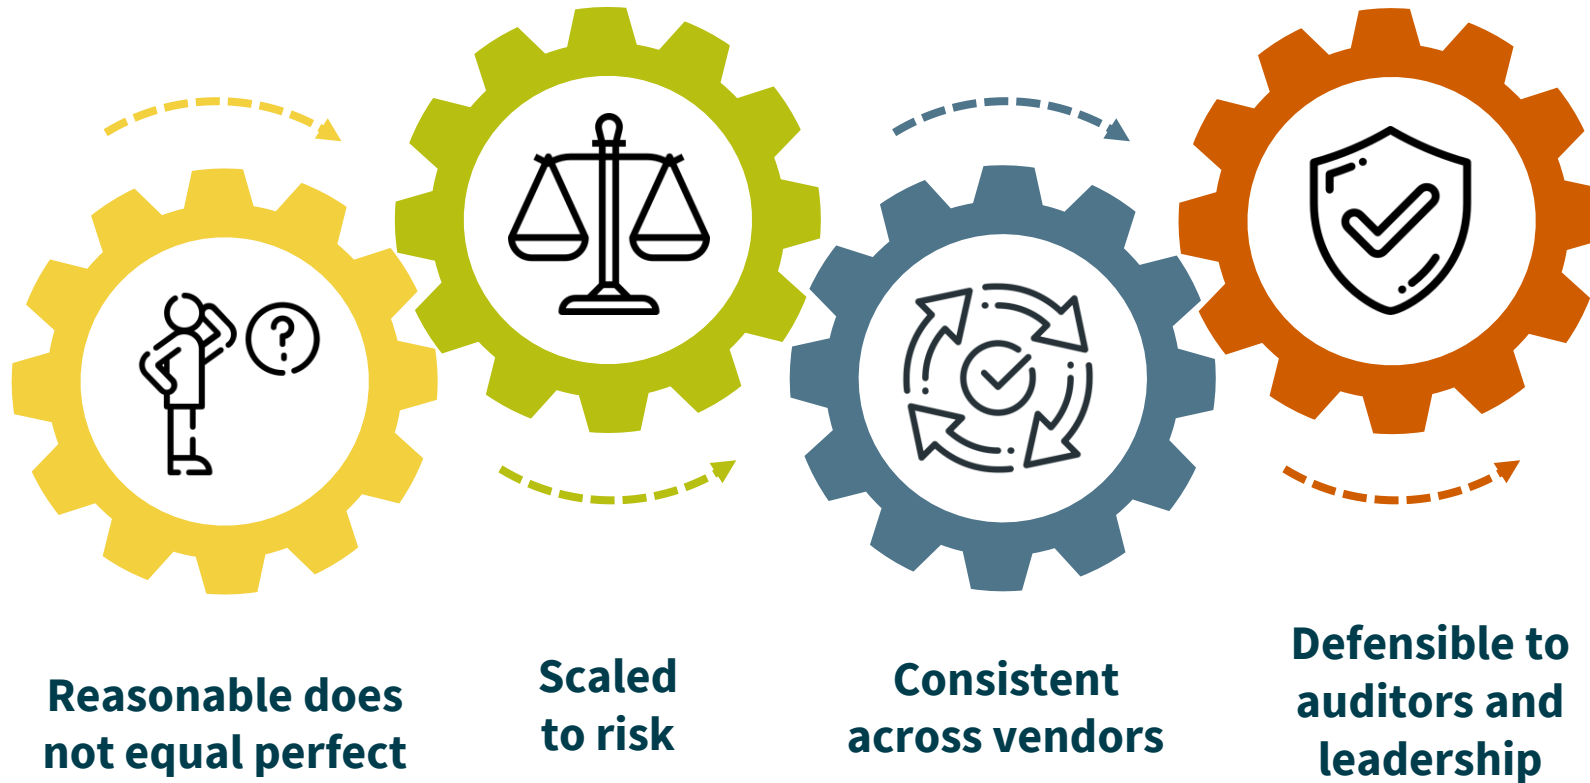 Reasonable does
not equal perfect
Scaled
to risk
Consistent
across vendors
Defensible to
auditors and
leadership
?